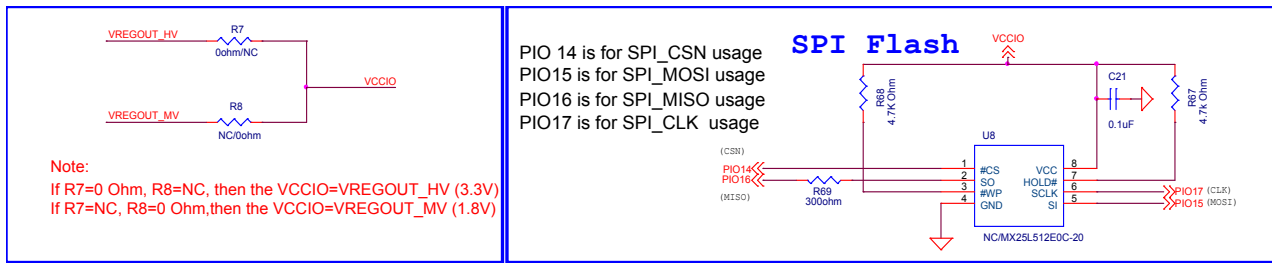 VREGOUT_HV
R7
0ohm/NC
VCCIO
VREGOUT_MV
R8
NC/0ohm
Note:
If R7=0 Ohm, R8=NC, then the VCCIO=VREGOUT_HV (3.3V)
If R7=NC, R8=0 Ohm,then the VCCIO=VREGOUT_MV (1.8V)
PIO 14 is for SPI_CSN usage
PIO15 is for SPI_MOSI usage
PIO16 is for SPI_MISO usage
PIO17 is for SPI_CLK usage
SPI Flash
VCCIO
R68
4.7K Ohm
C21
0.1uF
R67
4.7k Ohm
U8
(CSN)
PIO14
PIO16
(MISO)
R69
300ohm
1 #CS VCC 8
2 SO HOLD# 7
3 #WP SCLK 6
4 GND SI 5
PIO17 (CLK)
PIO15 (MOSI)
NC/MX25L512E0C-20